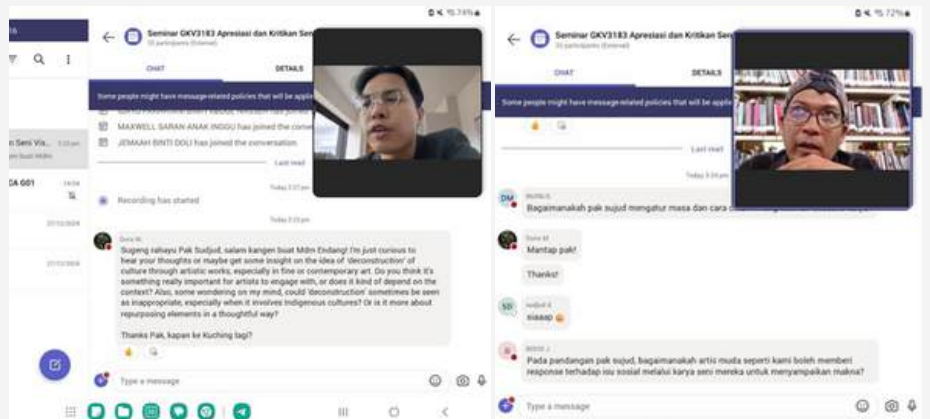 74%
Seminar GKV3183 Apresiasi dan Kritikan Sen
CHAT
DETAILS
Some people might have message-related policies that will be applie
MAXWELL SARAN ANAK INGGU has joined the conver
JEMAAH BINTI DOLI has joined the conversation.
Last read
Recording has started
Sugeng rahayu Pak Sudjud, salam kangen buat Mdm Endang! I'm just curious to
hear your thoughts or maybe get some insight on the idea of 'deconstruction' of
culture through artistic works, especially in fine or contemporary art. Do you think it's
something really important for artists to engage with, or does it kind of depend on the
context? Also, some wondering on my mind, could 'deconstruction' sometimes be seen
as inappropriate, especially when it involves Indigenous cultures? Or is it more about
repurposing elements in a thoughtful way?
Thanks Pak, kapan ke Kuching lagi?
Type a message
72%
Seminar GKV3183 Apresiasi dan Kritikan Sen
CHAT
DETAILS
Some people might have message-related policies that will be applie
Last read
DM
Bagaimanakah pak sujud mengatur masa dan cara
Mantap pak!
Thanks!
SD
siaaap
Pada pandangan pak sujud, bagaimanakah artis muda seperti kami boleh memberi
response terhadap isu sosial melalui karya seni mereka untuk menyampaikan makna?
Type a message